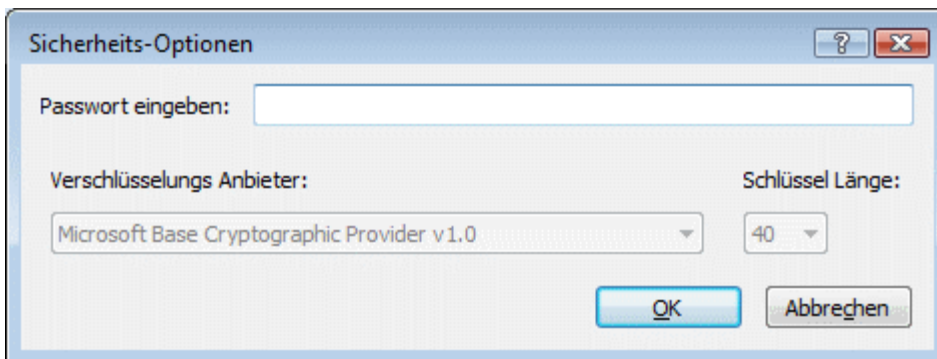 Sicherheits-Optionen
Passwort eingeben:
Verschlüsselungs Anbieter: Schlüssel Länge:
Microsoft Base Cryptographic Provider v1.0 40
OK Abbrechen